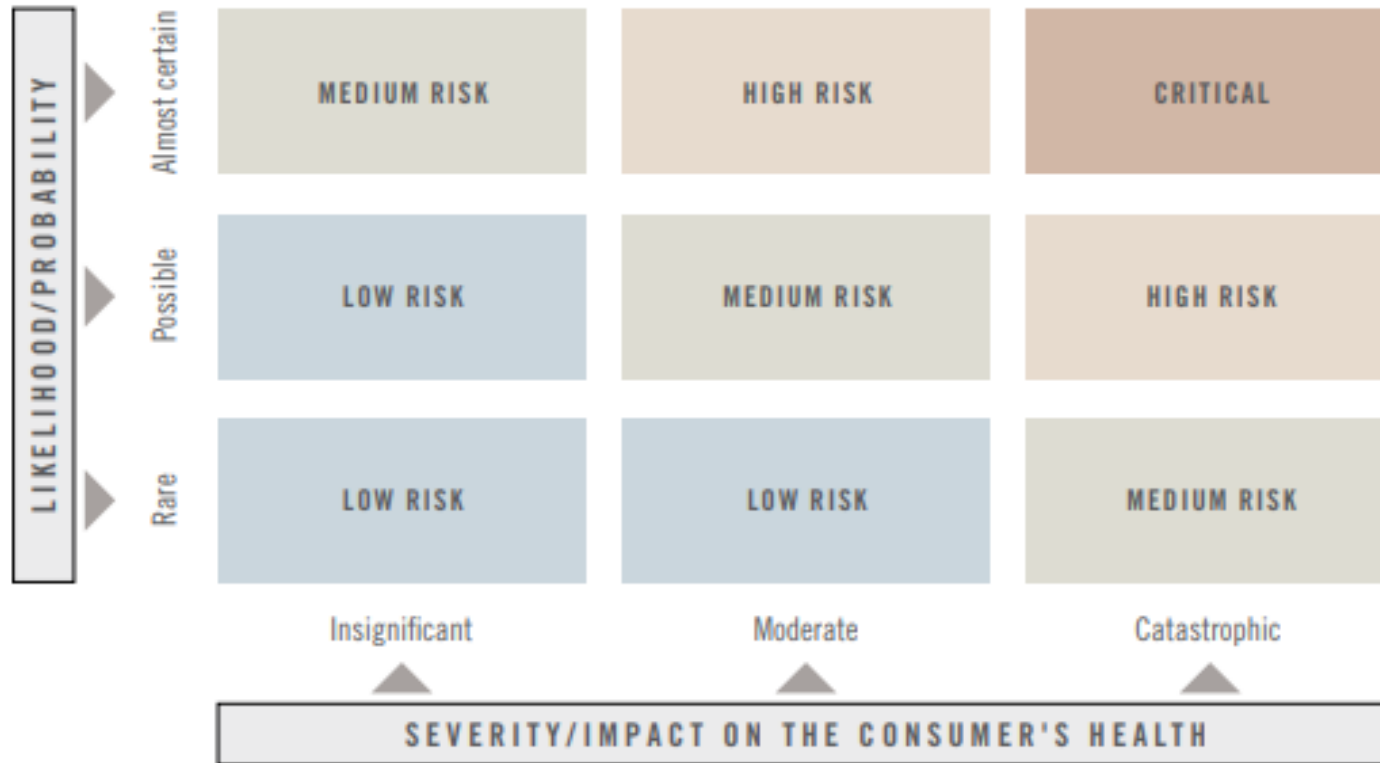 LIKELIHOOD/PROBABILITY
Almost certain
MEDIUM RISK
HIGH RISK
CRITICAL
Possible
LOW RISK
MEDIUM RISK
HIGH RISK
Rare
LOW RISK
LOW RISK
MEDIUM RISK
Insignificant
Moderate
Catastrophic
SEVERITY/IMPACT ON THE CONSUMER'S HEALTH